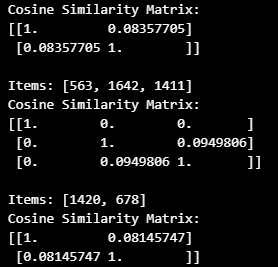 Cosine Similarity Matrix:
[[1.         0.08357705]
 [0.08357705 1.        ]]

Items: [563, 1642, 1411]
Cosine Similarity Matrix:
[[1.        0.        0.       ]
 [0.        1.        0.0949806]
 [0.        0.0949806 1.       ]]

Items: [1420, 678]
Cosine Similarity Matrix:
[[1.         0.08145747]
 [0.08145747 1.        ]]